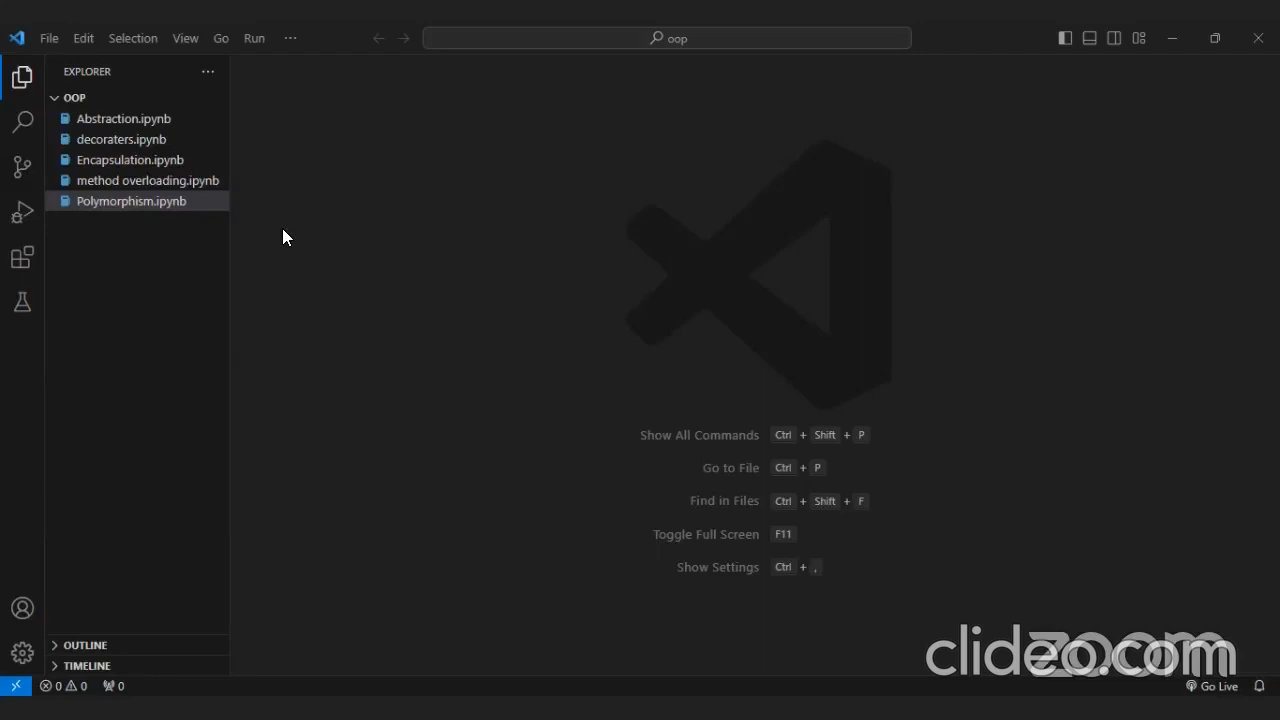 File Edit Selection View Go Run ···
oop
EXPLORER ···
OOP
Abstraction.ipynb
decoraters.ipynb
Encapsulation.ipynb
method overloading.ipynb
Polymorphism.ipynb
Show All Commands Ctrl + Shift + P
Go to File Ctrl + P
Find in Files Ctrl + Shift + F
Toggle Full Screen F11
Show Settings Ctrl + ,
OUTLINE
TIMELINE
zoom
clideo.com
0 0 0 Go Live